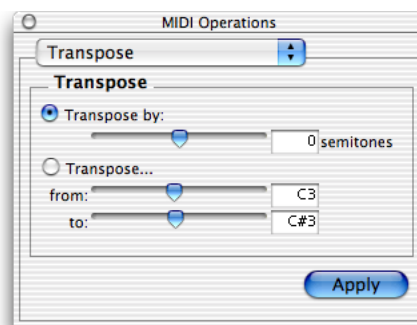 MIDI Operations
Transpose
Transpose
Transpose by:
0 semitones
Transpose...
from: C3
to: C#3
Apply